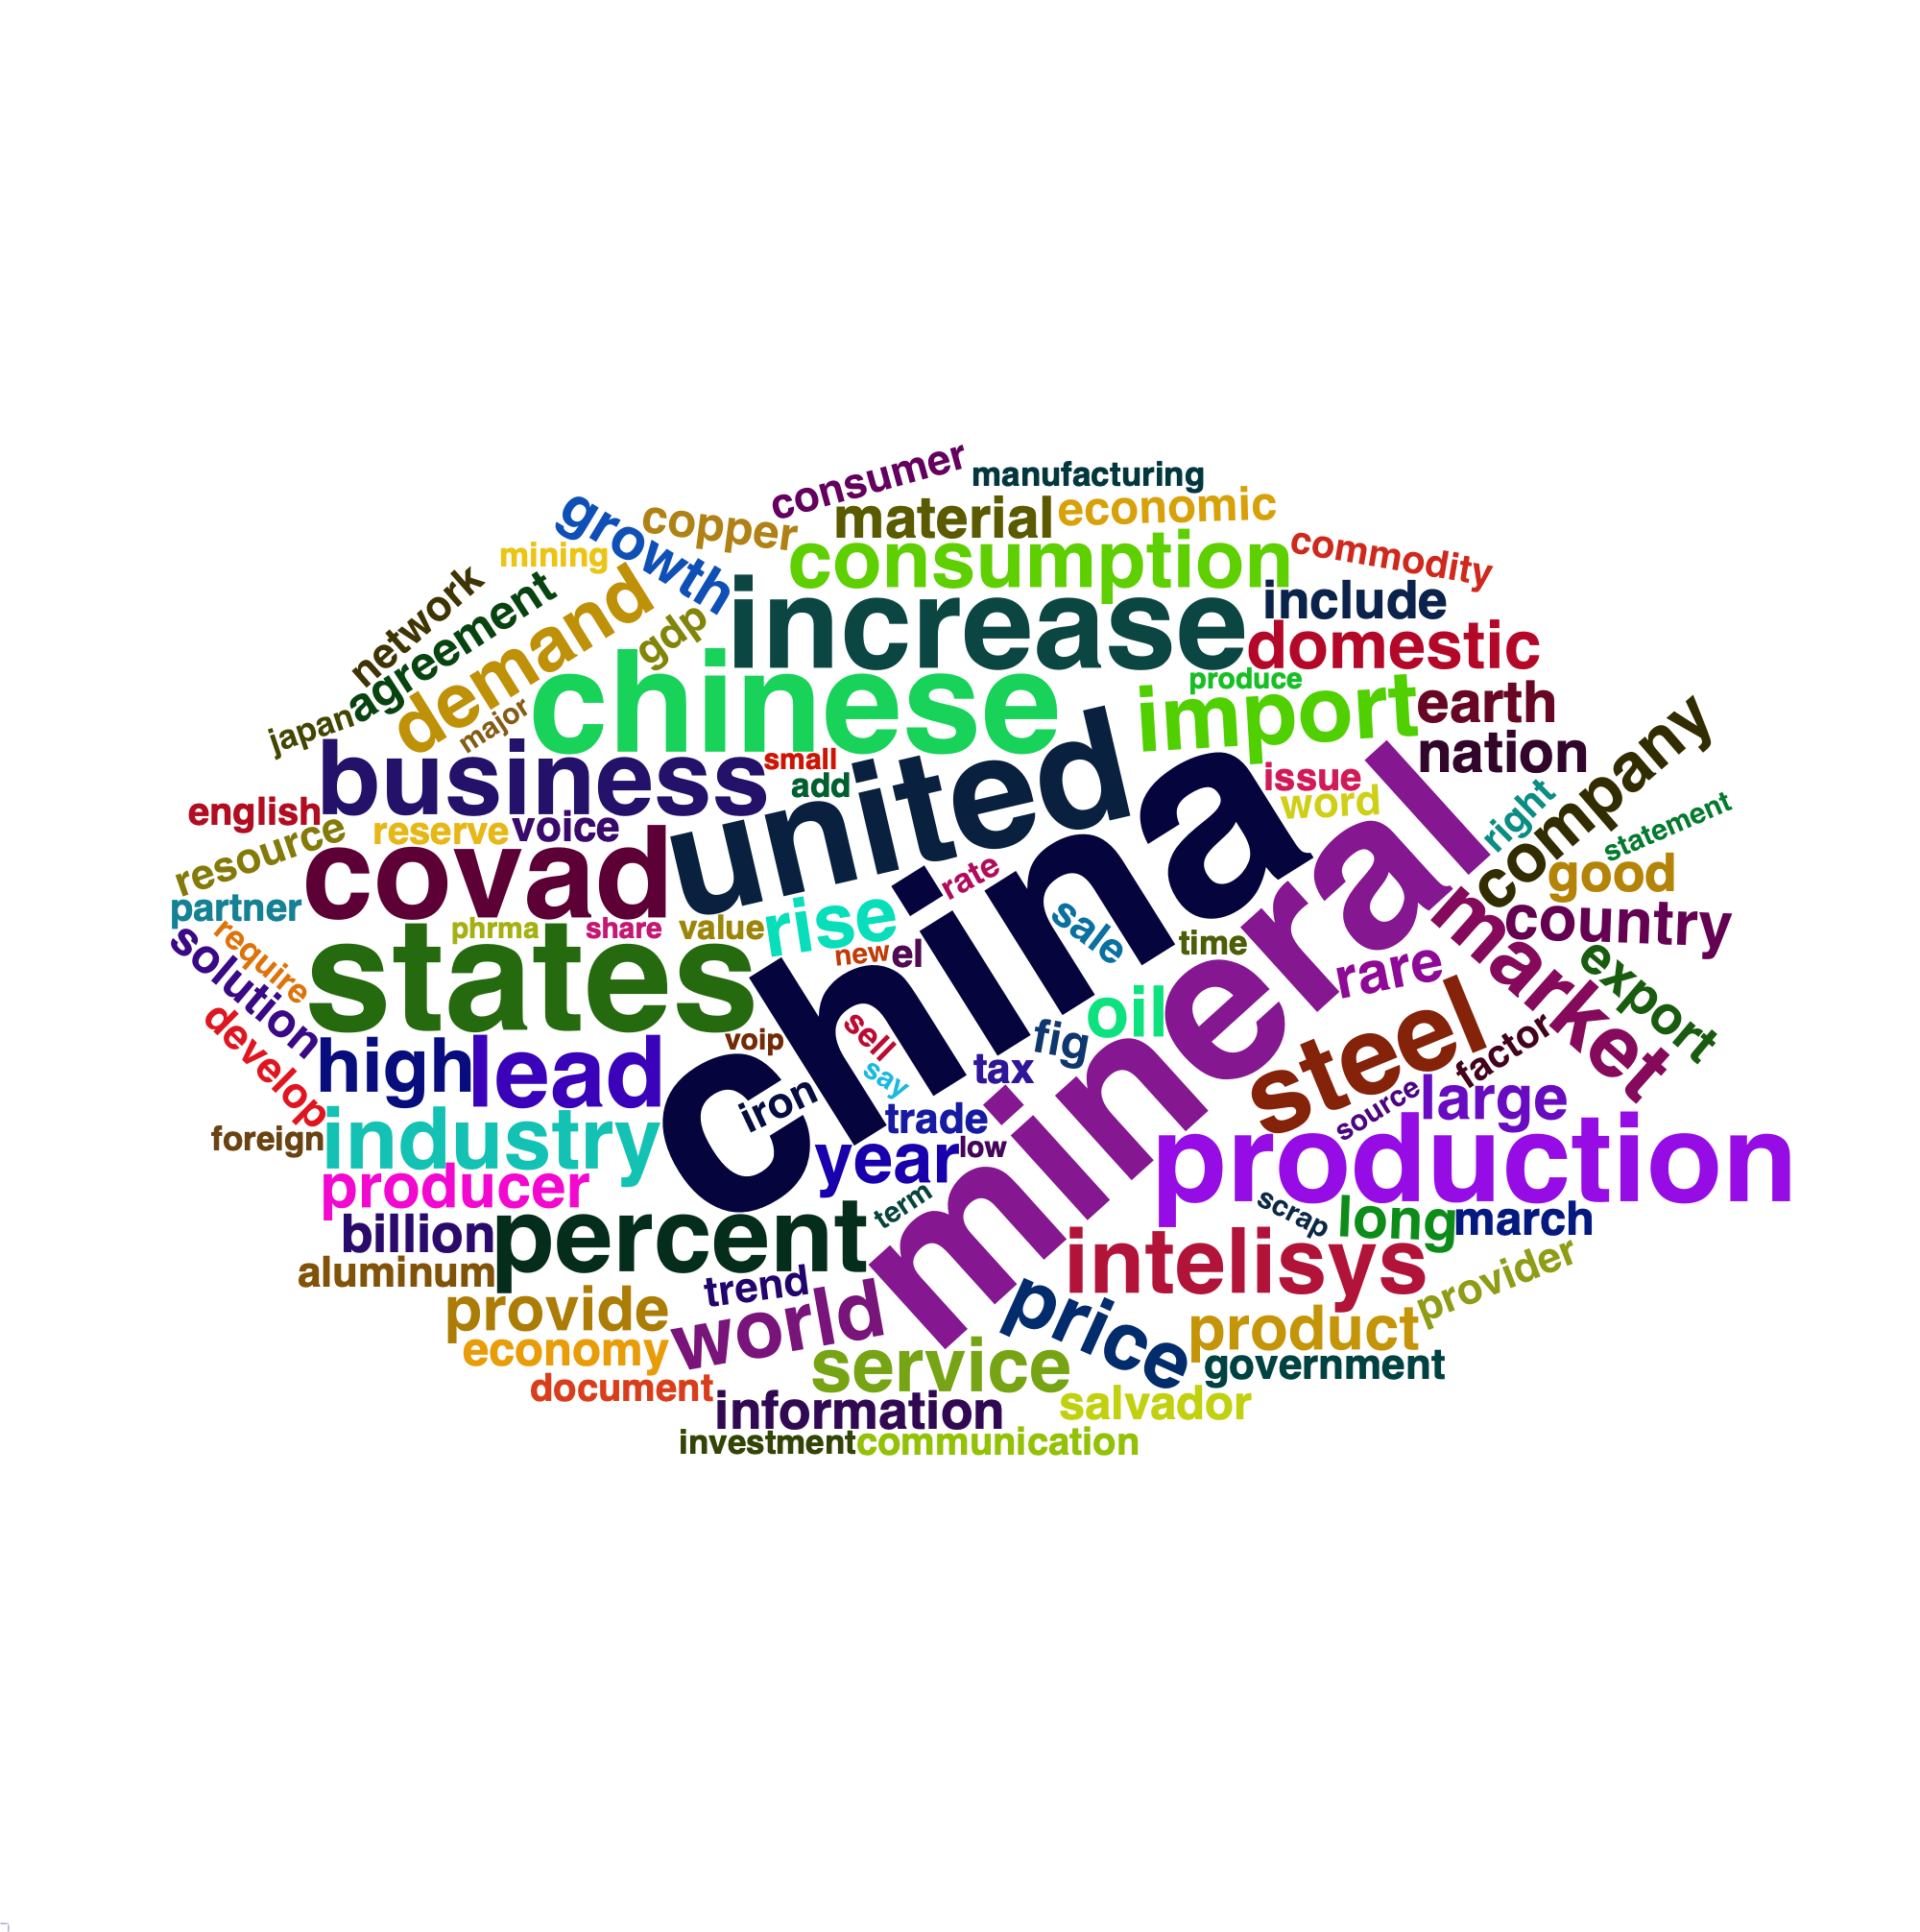 consumer
manufacturing
growth
copper
material
economic
mining
consumption
commodity
network
agreement
demand
gdp
increase
include
domestic
japan
major
chinese
produce
import
earth
nation
company
business
small
add
united
china
mineral
issue
word
right
statement
english
resource
reserve
voice
covad
rate
good
partner
phrma
share
value
rise
sale
time
rare
market
country
solution
require
states
new
el
export
develop
high
lead
voip
sell
say
iron
fig
oil
tax
steel
factor
source
large
foreign
industry
trade
year
low
production
producer
term
scrap
long
march
billion
percent
intelisys
aluminum
trend
provider
provide
world
price
product
economy
service
government
document
information
salvador
investment
communication